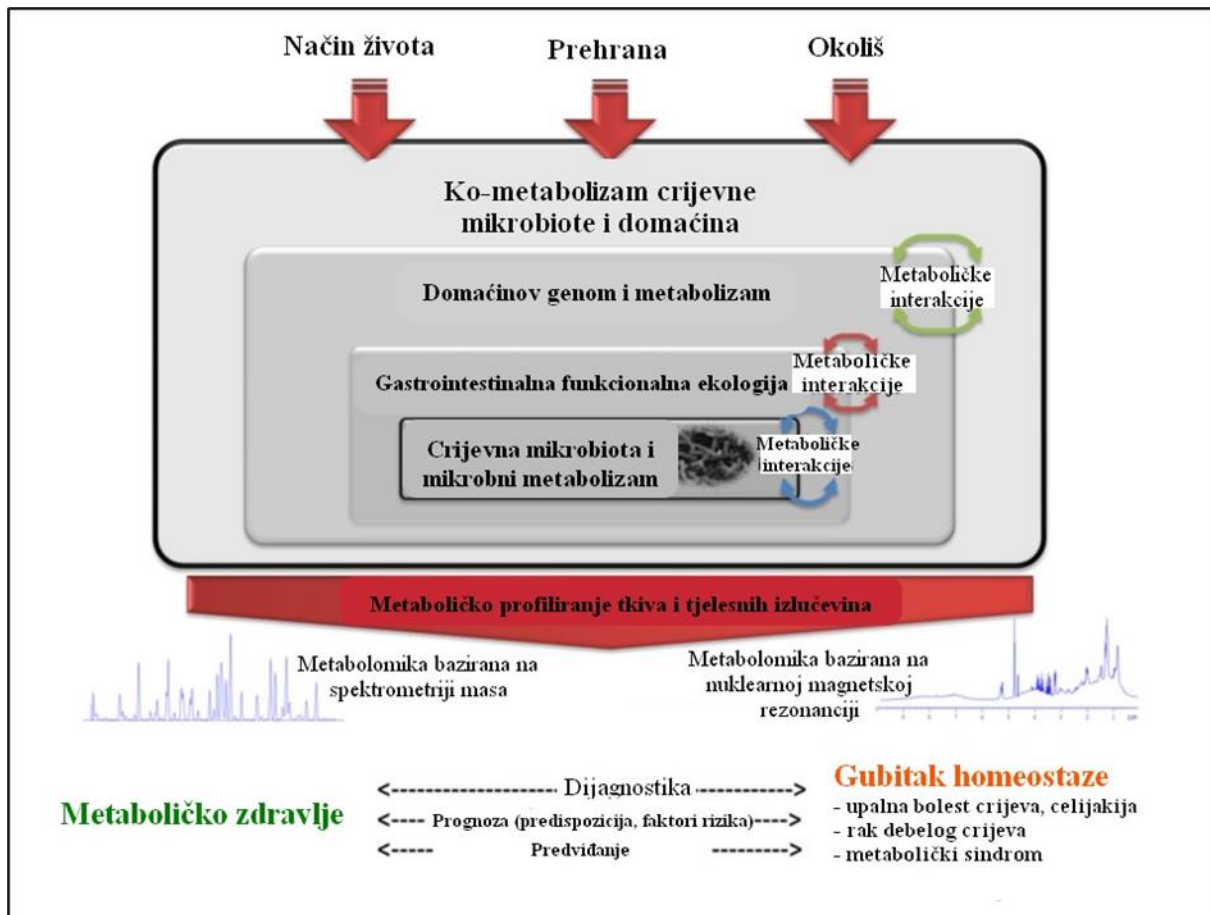 Način života
Prehrana
Okoliš
Ko-metabolizam crijevne
mikrobiote i domaćina
Metaboličke
interakcije
Domaćinov genom i metabolizam
Metaboličke
interakcije
Gastrointestinalna funkcionalna ekologija
Metaboličke
interakcije
Crijevna mikrobiota i
mikrobni metabolizam
Metaboličko profiliranje tkiva i tjelesnih izlučevina
Metabolomika bazirana na
spektrometriji masa
Metabolomika bazirana na
nuklearnoj magnetskoj
rezonanciji
Metaboličko zdravlje
Dijagnostika
Prognoza (predispozicija, faktori rizika)
Predviđanje
Gubitak homeostaze
- upalna bolest crijeva, celijakija
- rak debelog crijeva
- metabolički sindrom